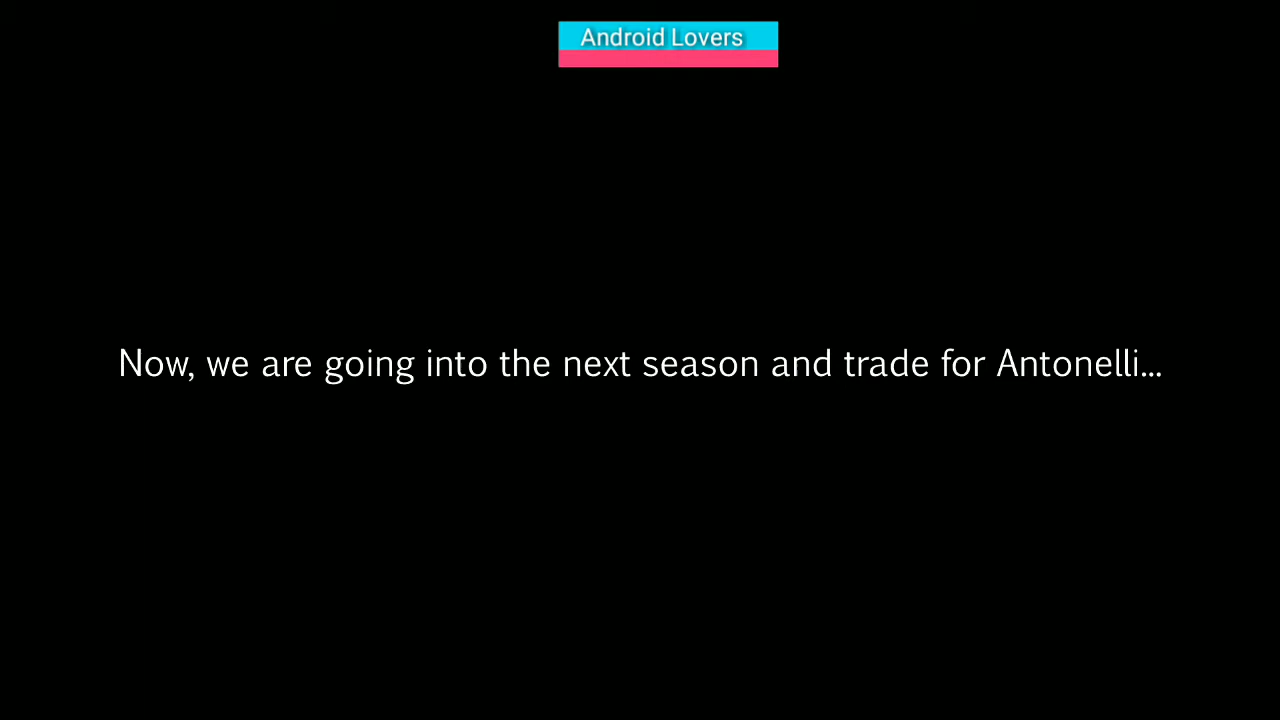 Android Lovers
Now, we are going into the next season and trade for Antonelli...